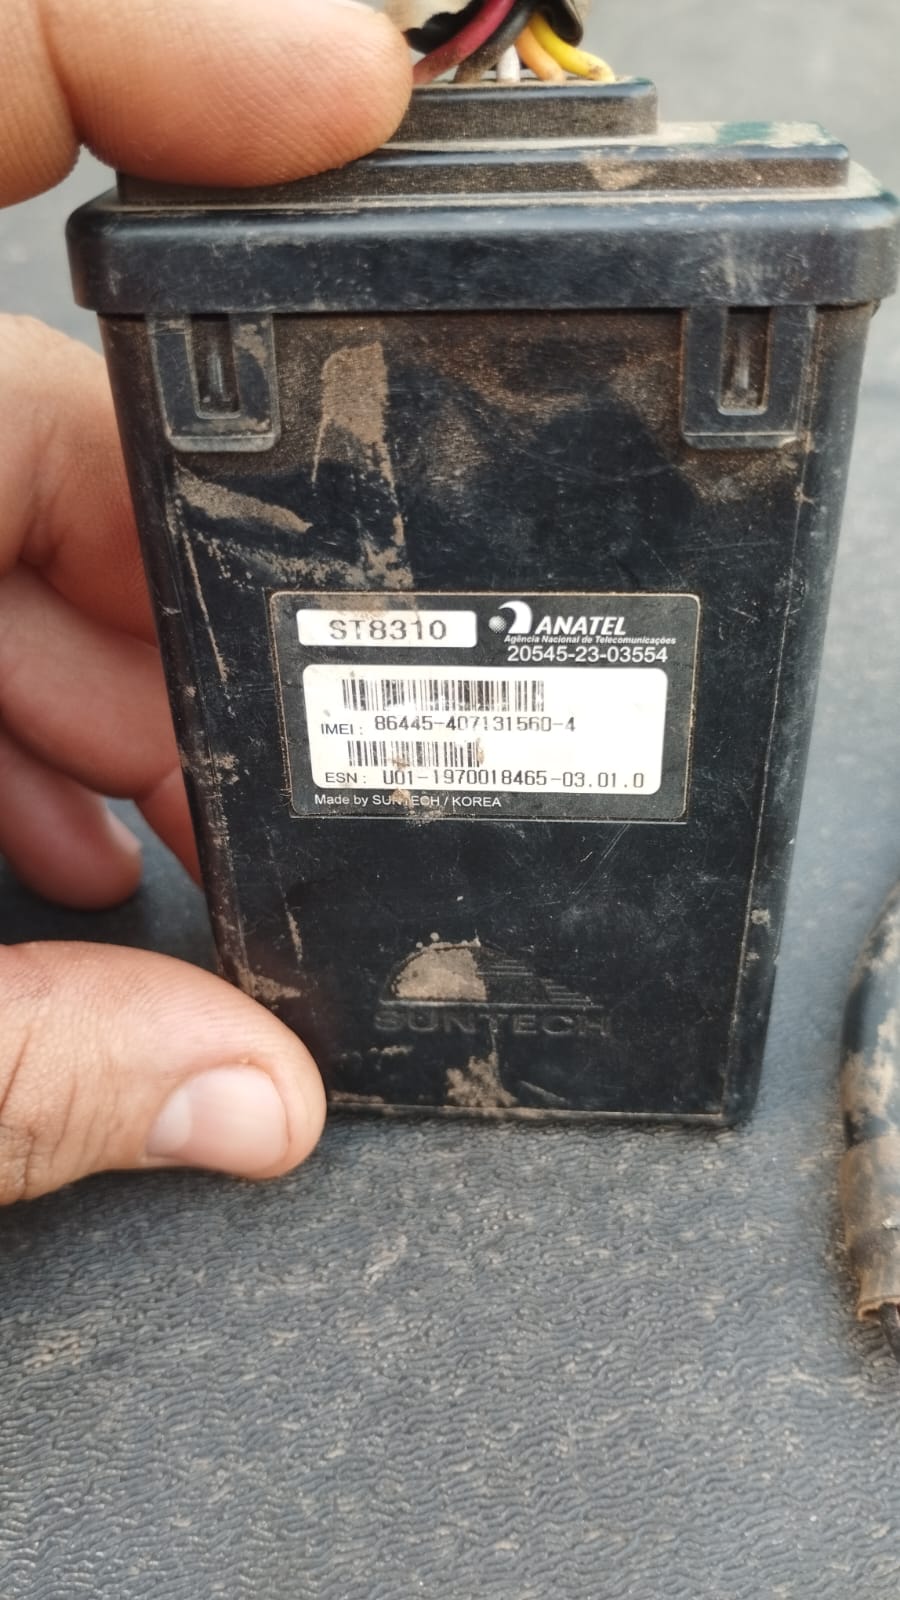 ST8310
ANATEL
Agência Nacional de Telecomunicações
20545-23-03554
IMEI: 86445-407131560-4
ESN: U01-1970018465-03.01.0
Made by SUNTECH / KOREA
SUNTECH